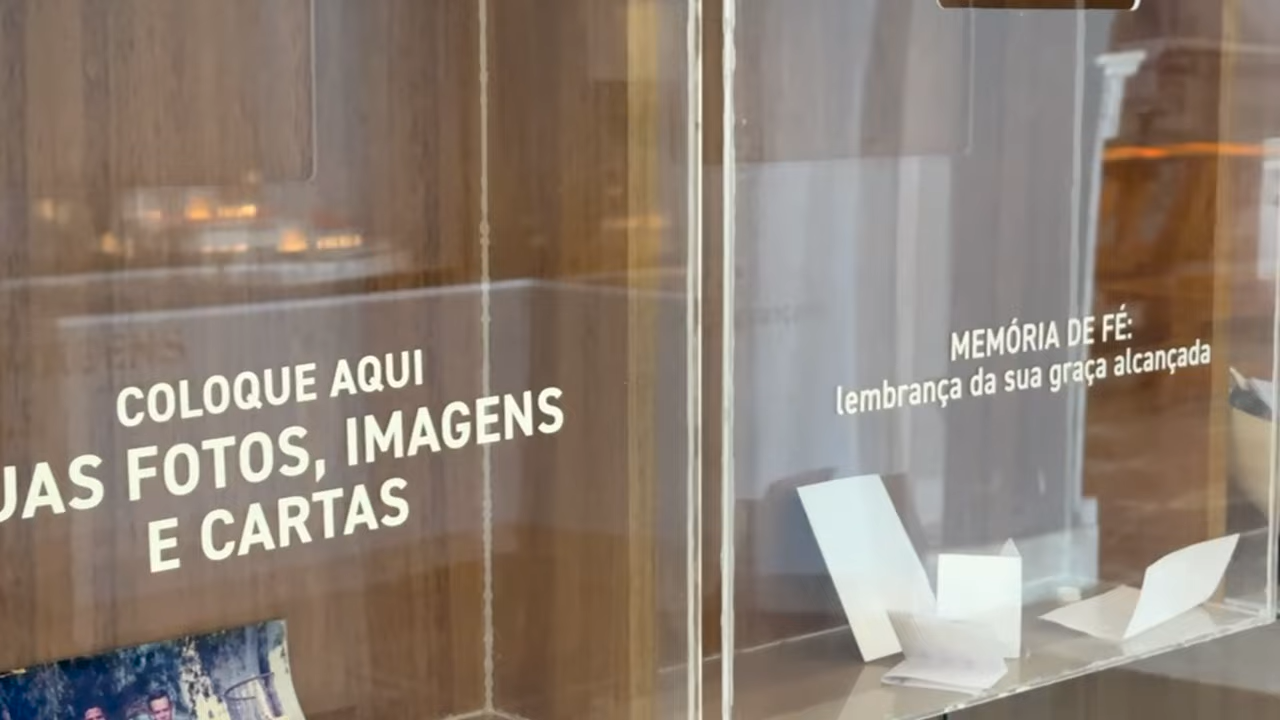 COLOQUE AQUI
UAS FOTOS, IMAGENS
E CARTAS
MEMÓRIA DE FÉ:
lembrança da sua graça alcançada